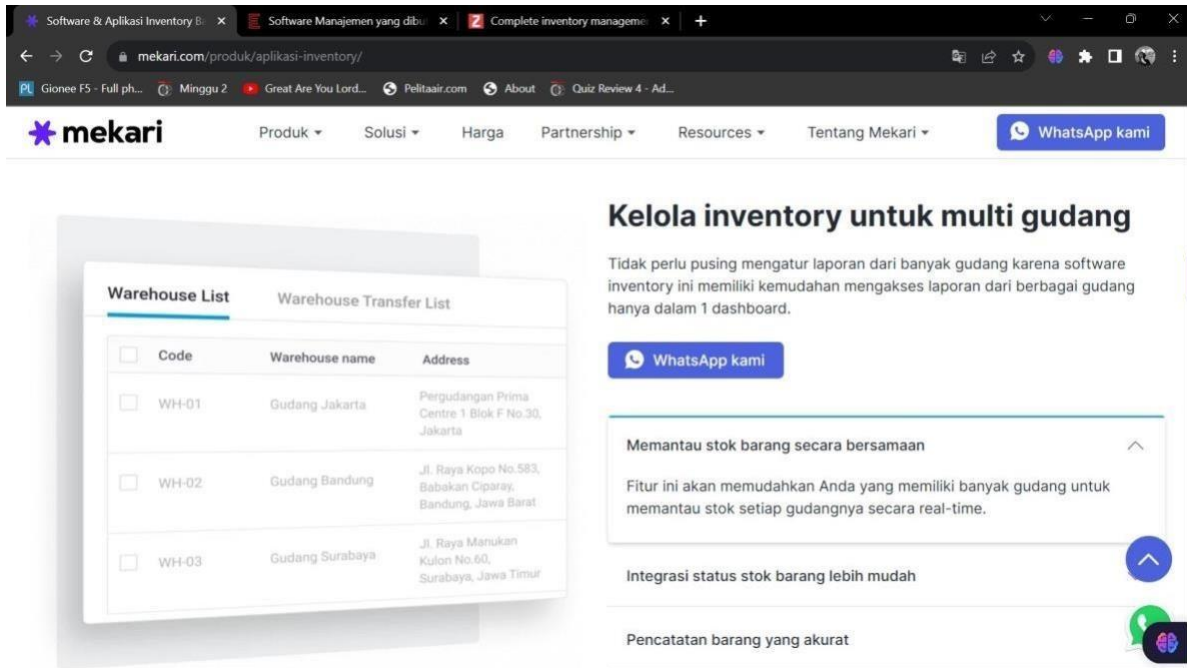 Software & Aplikasi Inventory Ba
Software Manajemen yang dibu
Complete inventory manageme
mekari.com/produk/aplikasi-inventory/
Gionee F5 - Full ph...
Minggu 2
Great Are You Lord...
Pelitaair.com
About
Quiz Review 4 - Ad...
mekari
Produk
Solusi
Harga
Partnership
Resources
Tentang Mekari
WhatsApp kami
Warehouse List
Warehouse Transfer List
Code
Warehouse name
Address
WH-01
Gudang Jakarta
Pergudangan Prima
Centre 1 Blok F No.30,
Jakarta
WH-02
Gudang Bandung
Jl. Raya Kopo No.583,
Babakan Ciparay,
Bandung, Jawa Barat
WH-03
Gudang Surabaya
Jl. Raya Manukan
Kulon No.60,
Surabaya, Jawa Timur
Kelola inventory untuk multi gudang
Tidak perlu pusing mengatur laporan dari banyak gudang karena software
inventory ini memiliki kemudahan mengakses laporan dari berbagai gudang
hanya dalam 1 dashboard.
WhatsApp kami
Memantau stok barang secara bersamaan
Fitur ini akan memudahkan Anda yang memiliki banyak gudang untuk
memantau stok setiap gudangnya secara real-time.
Integrasi status stok barang lebih mudah
Pencatatan barang yang akurat